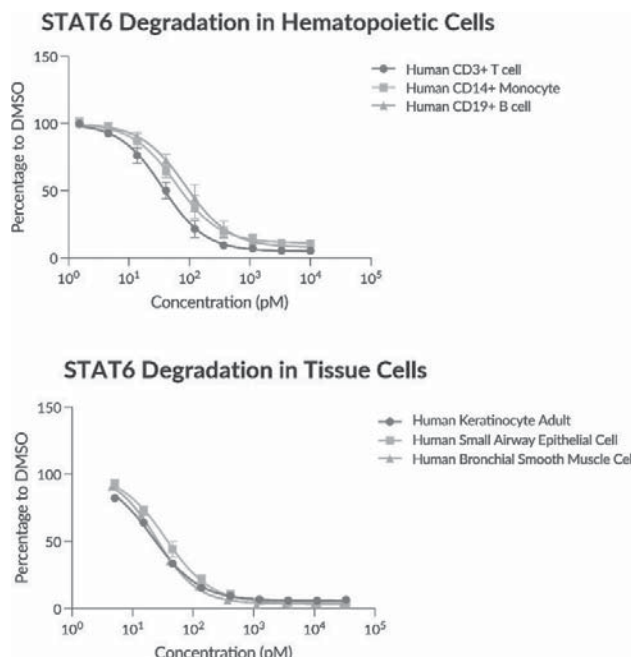 STAT6 Degradation in Hematopoietic Cells
150
100
50
0
Percentage to DMSO
10⁰ 10¹ 10² 10³ 10⁴ 10⁵
Concentration (pM)
Human CD3+ T cell
Human CD14+ Monocyte
Human CD19+ B cell
STAT6 Degradation in Tissue Cells
150
100
50
0
Percentage to DMSO
10⁰ 10¹ 10² 10³ 10⁴ 10⁵
Concentration (pM)
Human Keratinocyte Adult
Human Small Airway Epithelial Cell
Human Bronchial Smooth Muscle Cel